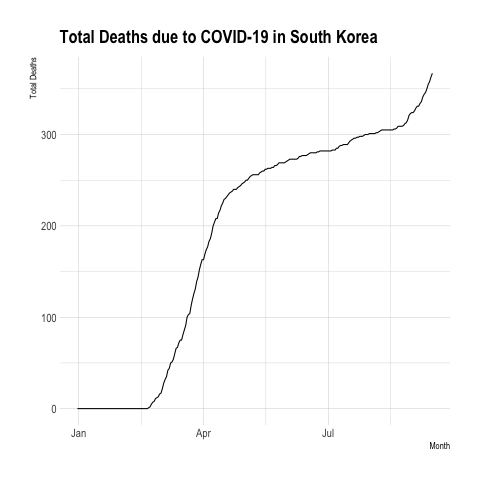 Total Deaths due to COVID-19 in South Korea
Total Deaths
300
200
100
0
Jan Apr Jul
Month